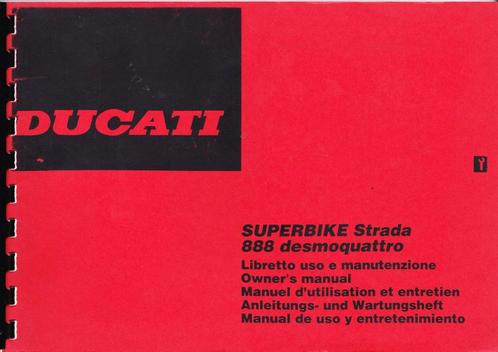 DUCATI
SUPERBIKE Strada
888 desmoquattro
Libretto uso e manutenzione
Owner's manual
Manuel d'utilisation et entretien
Anleitungs- und Wartungsheft
Manual de uso y entretenimiento